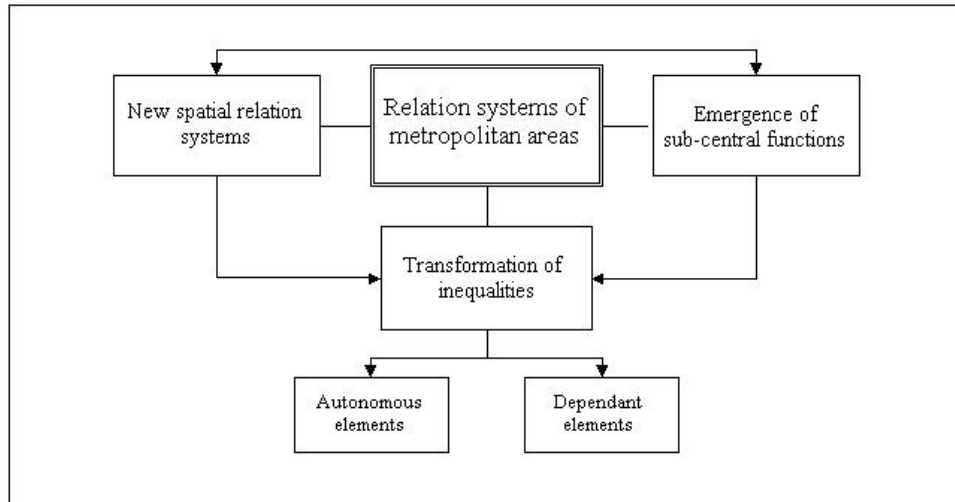 New spatial relation
systems
Relation systems of
metropolitan areas
Emergence of
sub-central functions
Transformation of
inequalities
Autonomous
elements
Dependant
elements